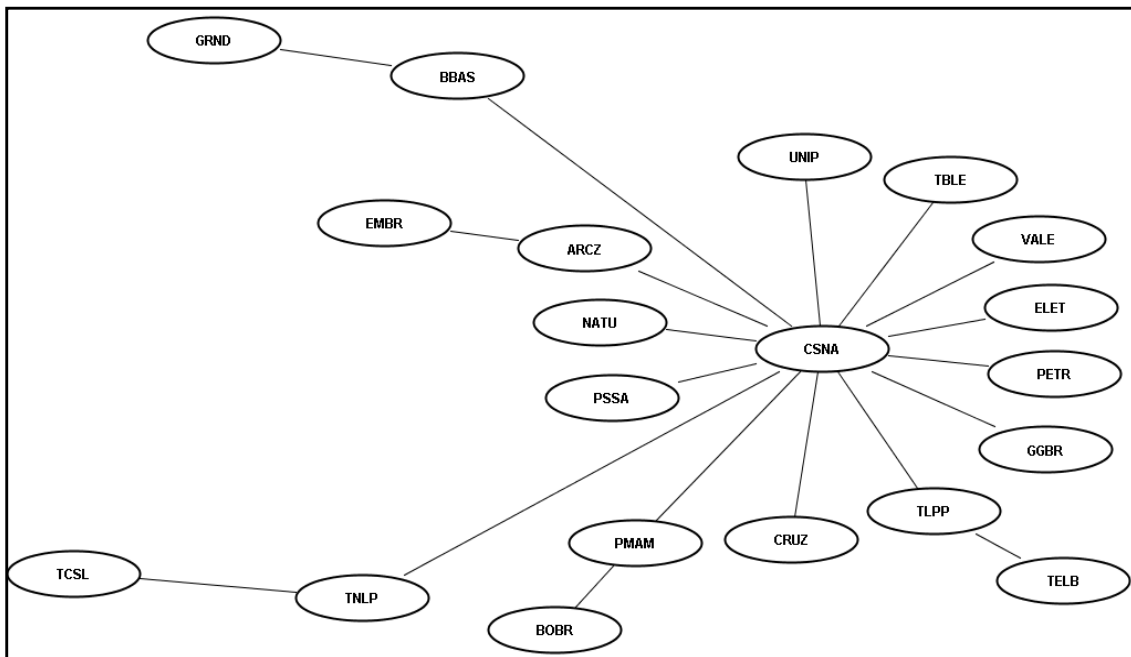 GRND
BBAS
UNIP
TBLE
EMBR
VALE
ARCZ
ELET
NATU
CSNA
PETR
PSSA
GGBR
TLPP
PMAM
CRUZ
TCSL
TELB
TNLP
BOBR